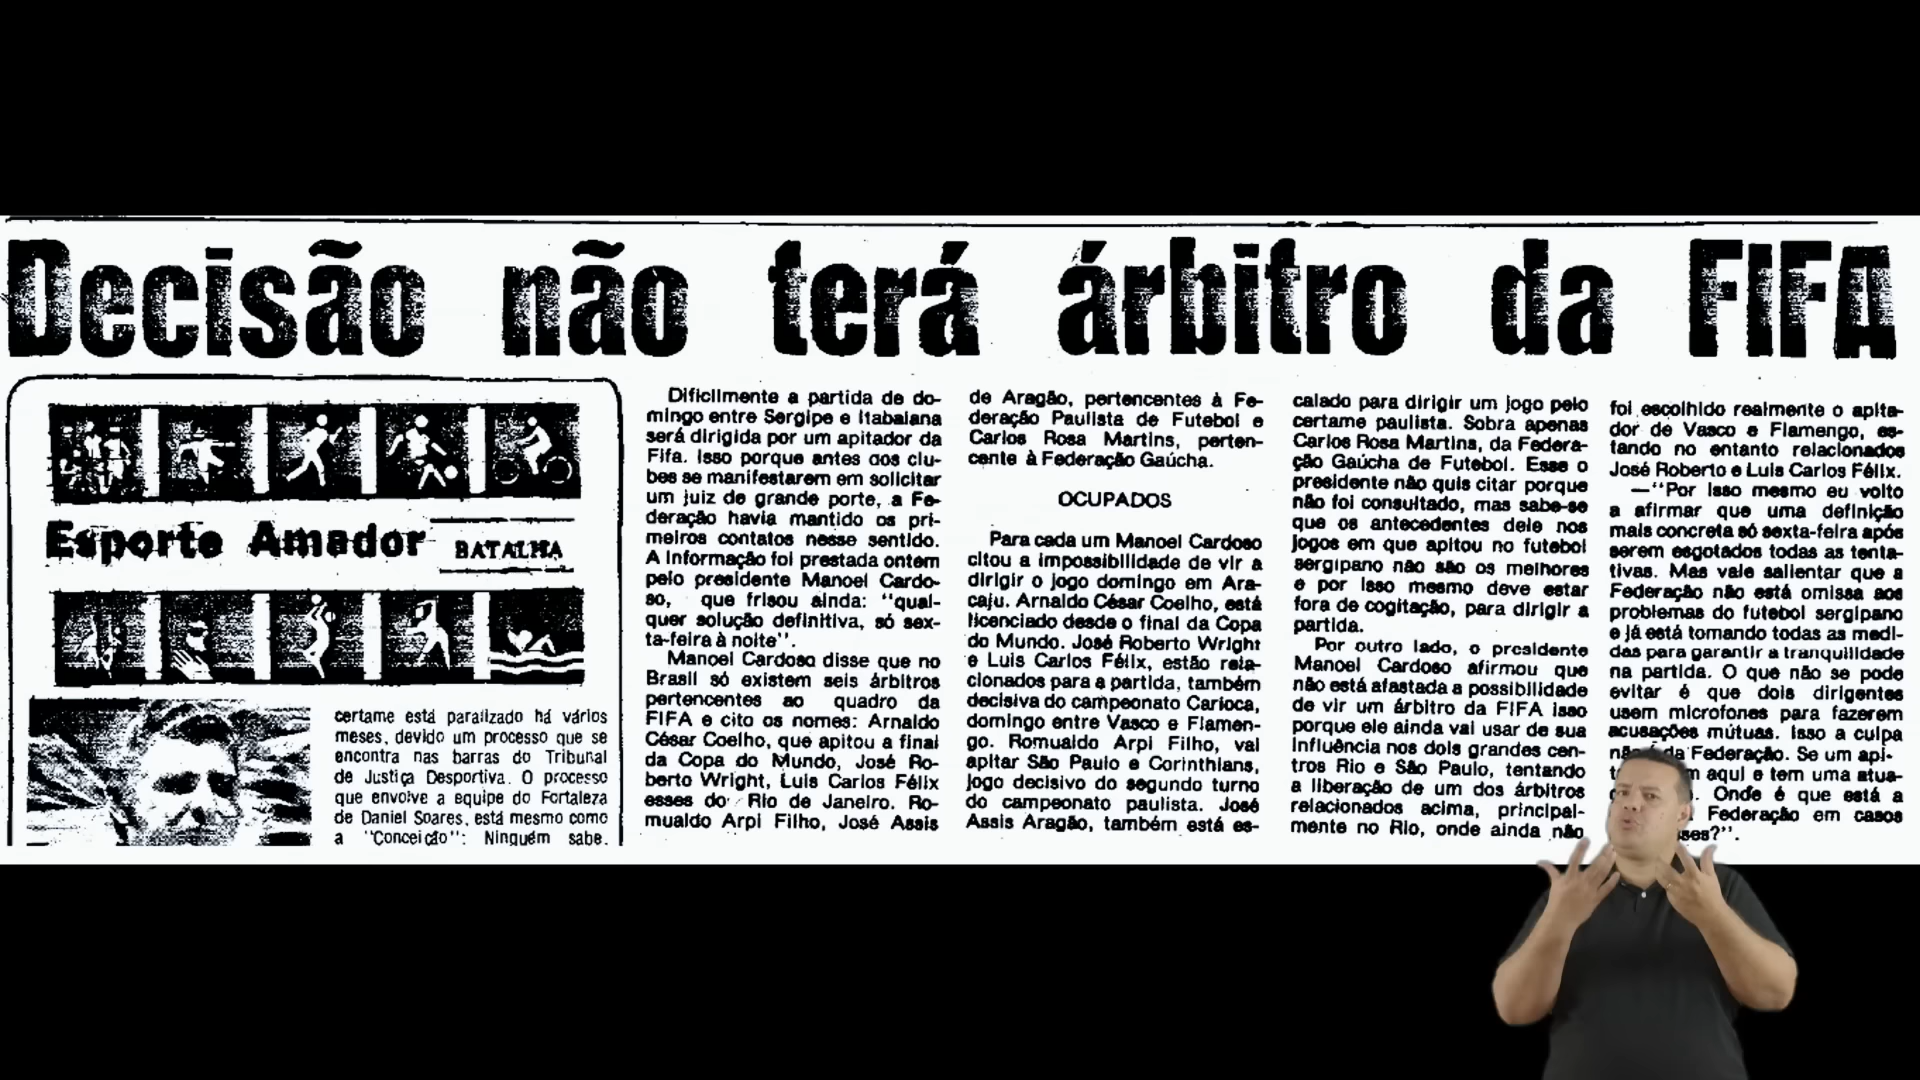 Decisão não terá árbitro da FIFA
Esporte Amador
BATALHA
certame está paralizado há vários
meses, devido um processo que se
encontra nas barras do Tribunal
de Justiça Desportiva. O processo
que envolve a equipe do Fortaleza
de Daniel Soares, está mesmo como
a "Conceição": Ninguém sabe.
Dificilmente a partida de do-
mingo entre Sergipe e Itabaiana
será dirigida por um apitador da
Fifa. Isso porque antes dos clu-
bes se manifestarem em solicitar
um juiz de grande porte, a Fe-
deração havia mantido os pri-
meiros contatos nesse sentido.
A informação foi prestada ontem
pelo presidente Manoel Cardo-
so, que frisou ainda: "qual-
quer solução definitiva, só sex-
ta-feira à noite".
Manoel Cardoso disse que no
Brasil só existem seis árbitros
pertencentes ao quadro da
FIFA e cito os nomes: Arnaldo
César Coelho, que apitou a final
da Copa do Mundo, José Ro-
berto Wright, Luis Carlos Félix
esses do Rio de Janeiro. Ro-
mualdo Arpi Filho, José Assis
de Aragão, pertencentes à Fe-
deração Paulista de Futebol e
Carlos Rosa Martins, perten-
cente à Federação Gaúcha.
OCUPADOS
Para cada um Manoel Cardoso
citou a impossibilidade de vir a
dirigir o jogo domingo em Ara-
caju. Arnaldo César Coelho, está
licenciado desde o final da Copa
do Mundo. José Roberto Wright
e Luis Carlos Félix, estão rela-
cionados para a partida, também
decisiva do campeonato Carioca,
domingo entre Vasco e Flamen-
go. Romualdo Arpi Filho, vai
apitar São Paulo e Corinthians,
jogo decisivo do segundo turno
do campeonato paulista. José
Assis Aragão, também está es-
calado para dirigir um jogo pelo
certame paulista. Sobra apenas
Carlos Rosa Martins, da Federa-
ção Gaúcha de Futebol. Esse o
presidente não quis citar porque
não foi consultado, mas sabe-se
que os antecedentes dele nos
jogos em que apitou no futebol
sergipano não são os melhores
e por isso mesmo deve estar
fora de cogitação, para dirigir a
partida.
Por outro lado, o presidente
Manoel Cardoso afirmou que
não está afastada a possibilidade
de vir um árbitro da FIFA isso
porque ele ainda vai usar de sua
influência nos dois grandes cen-
tros Rio e São Paulo, tentando
a liberação de um dos árbitros
relacionados acima, principal-
mente no Rio, onde ainda não
foi escolhido realmente o apita-
dor de Vasco e Flamengo, es-
tando no entanto relacionados
José Roberto e Luis Carlos Félix.
—"Por isso mesmo eu volto
a afirmar que uma definição
mais concreta só sexta-feira após
serem esgotados todas as tenta-
tivas. Mas vale salientar que a
Federação não está omissa aos
problemas do futebol sergipano
e já está tomando todas as medi-
das para garantir a tranquilidade
na partida. O que não se pode
evitar é que dois dirigentes
usem microfones para fazerem
acusações mútuas. Isso a culpa
da Federação. Se um api-
aqui e tem uma atua-
Onde é que está a
Federação em casos